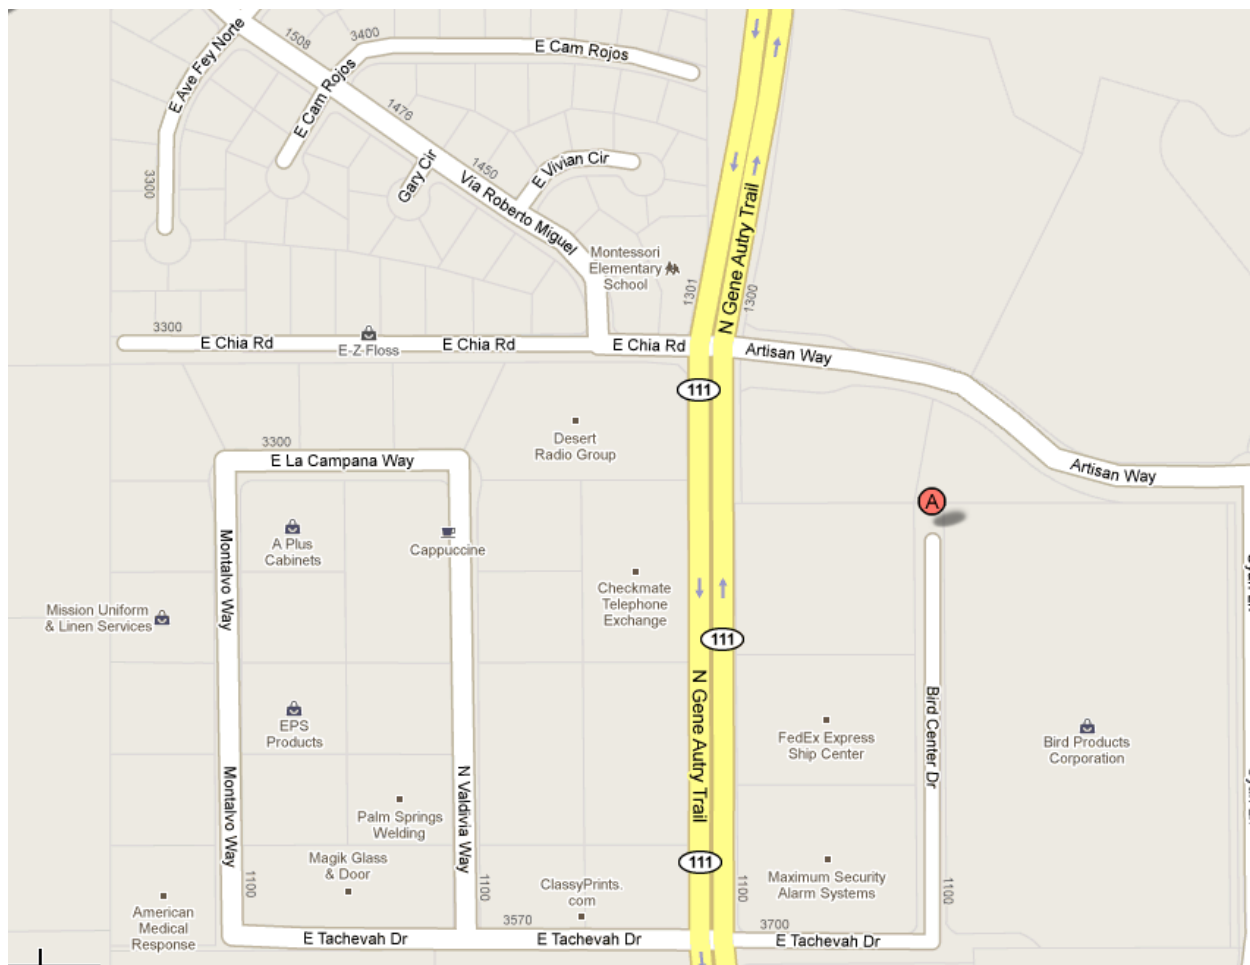 1508
3400
E Cam Rojos
E Ave Fey Norte
E Cam Rojos
1476
1450
E Vivian Cir
Gary Cir
3300
Via Roberto Miguel
N Gene Autry Trail
Montessori
Elementary
School
1301
1300
3300
E Chia Rd
E-Z Floss
E Chia Rd
E Chia Rd
Artisan Way
111
Desert
Radio Group
3300
E La Campana Way
Artisan Way
A
A Plus
Cabinets
Cappuccine
Montalvo Way
Checkmate
Telephone
Exchange
Mission Uniform
& Linen Services
111
EPS
Products
N Gene Autry Trail
Bird Center Dr
FedEx Express
Ship Center
Bird Products
Corporation
Montalvo Way
N Valdivia Way
Palm Springs
Welding
Magik Glass
& Door
111
1100
1100
ClassyPrints.
com
1100
Maximum Security
Alarm Systems
1100
American
Medical
Response
3570
3700
E Tachevah Dr
E Tachevah Dr
E Tachevah Dr